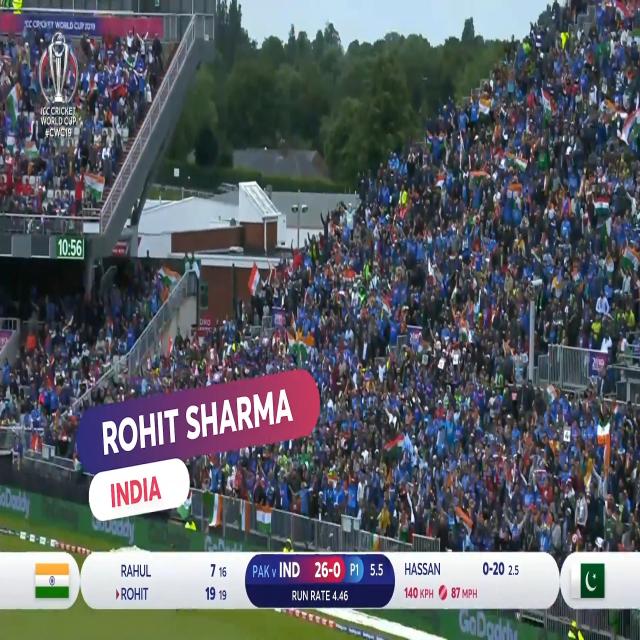 ICC CRICKET WORLD CUP 2019
ICC CRICKET
WORLD CUP
#CWC19
10:56
ROHIT SHARMA
INDIA
GoDaddy
GoDaddy
RAHUL 7 16
ROHIT 19 19
PAK v IND 26-0 P1 5.5
RUN RATE 4.46
HASSAN 0-20 2.5
140 KPH 87 MPH
GoDaddy